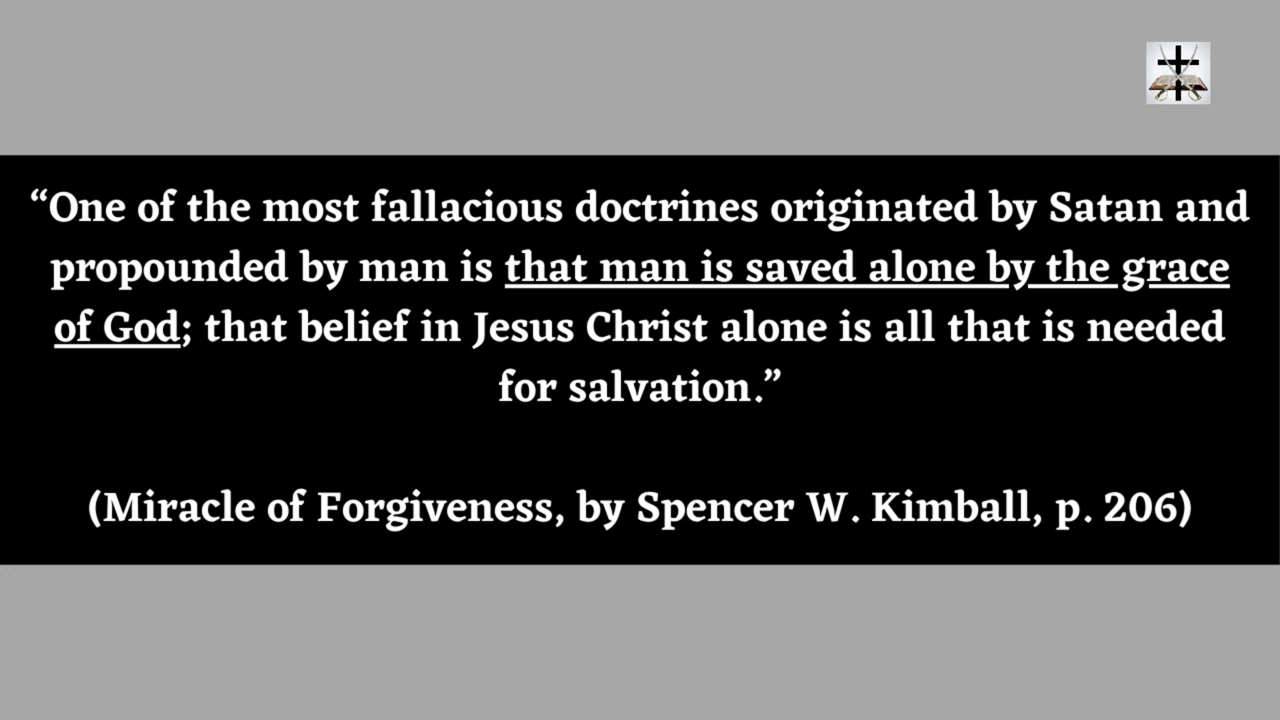 “One of the most fallacious doctrines originated by Satan and
propounded by man is that man is saved alone by the grace
of God; that belief in Jesus Christ alone is all that is needed
for salvation.”
(Miracle of Forgiveness, by Spencer W. Kimball, p. 206)